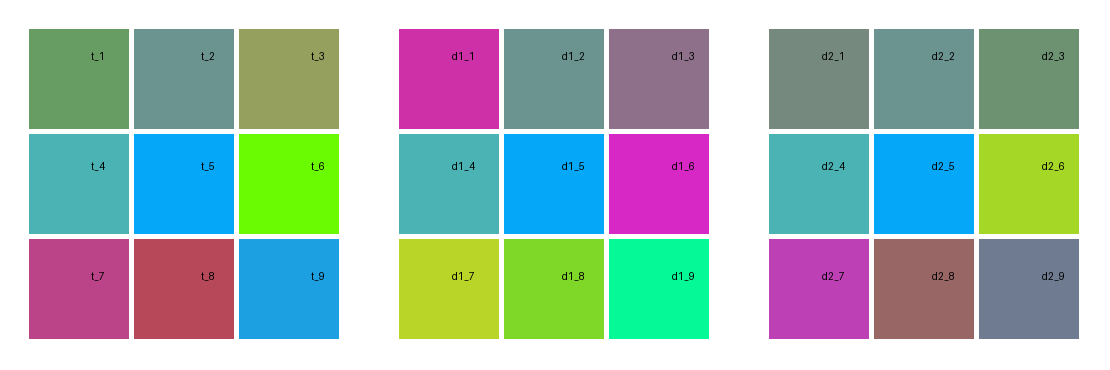 t_1 t_2 t_3 d1_1 d1_2 d1_3 d2_1 d2_2 d2_3
t_4 t_5 t_6 d1_4 d1_5 d1_6 d2_4 d2_5 d2_6
t_7 t_8 t_9 d1_7 d1_8 d1_9 d2_7 d2_8 d2_9